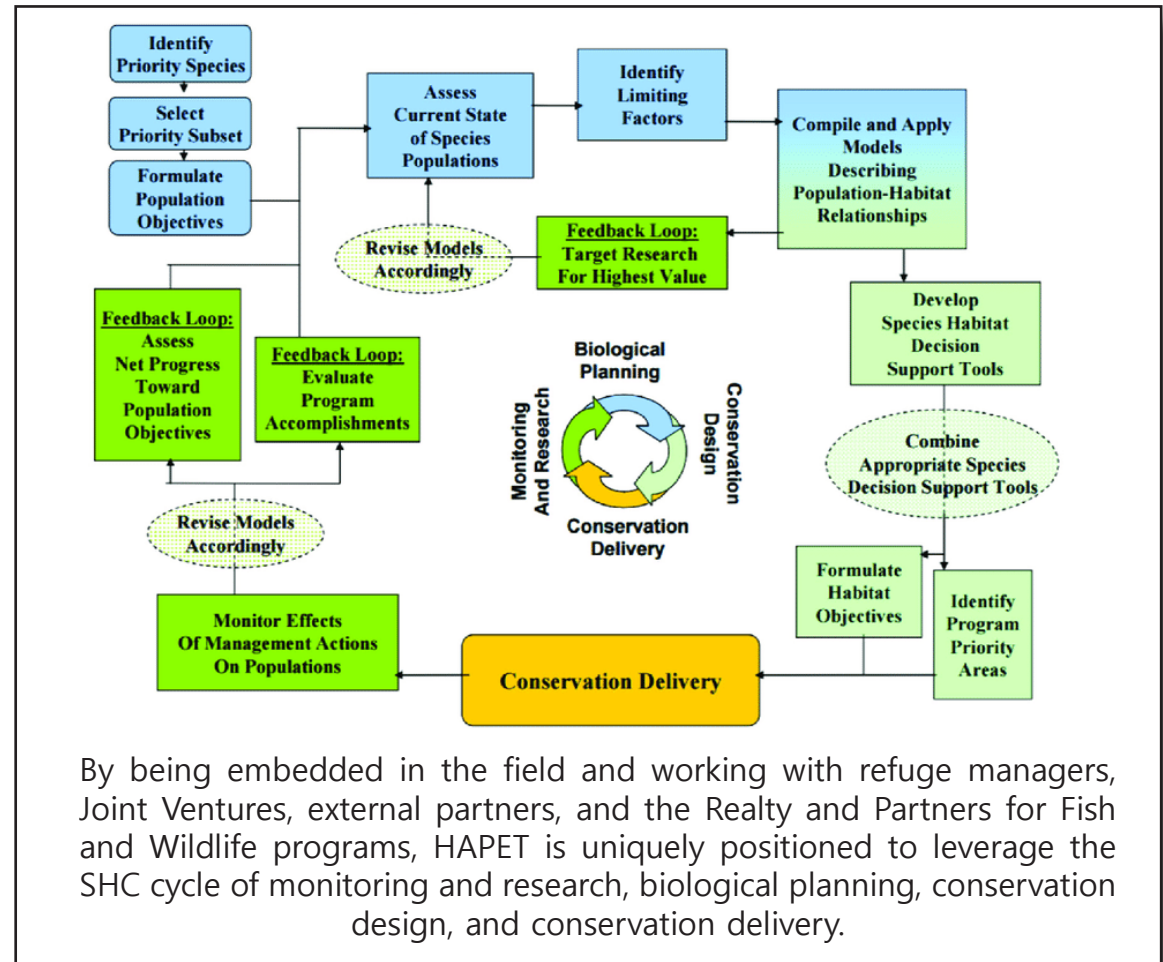 Identify
Priority Species
Select
Priority Subset
Formulate
Population
Objectives
Assess
Current State
of Species
Populations
Identify
Limiting
Factors
Compile and Apply
Models
Describing
Population-Habitat
Relationships
Feedback Loop:
Target Research
For Highest Value
Revise Models
Accordingly
Develop
Species Habitat
Decision
Support Tools
Combine
Appropriate Species
Decision Support Tools
Formulate
Habitat
Objectives
Identify
Program
Priority
Areas
Conservation Delivery
Monitor Effects
Of Management Actions
On Populations
Revise Models
Accordingly
Feedback Loop:
Assess
Net Progress
Toward
Population
Objectives
Feedback Loop:
Evaluate
Program
Accomplishments
Biological
Planning
Conservation
Design
Conservation
Delivery
Monitoring
And Research
By being embedded in the field and working with refuge managers,
Joint Ventures, external partners, and the Realty and Partners for Fish
and Wildlife programs, HAPET is uniquely positioned to leverage the
SHC cycle of monitoring and research, biological planning, conservation
design, and conservation delivery.